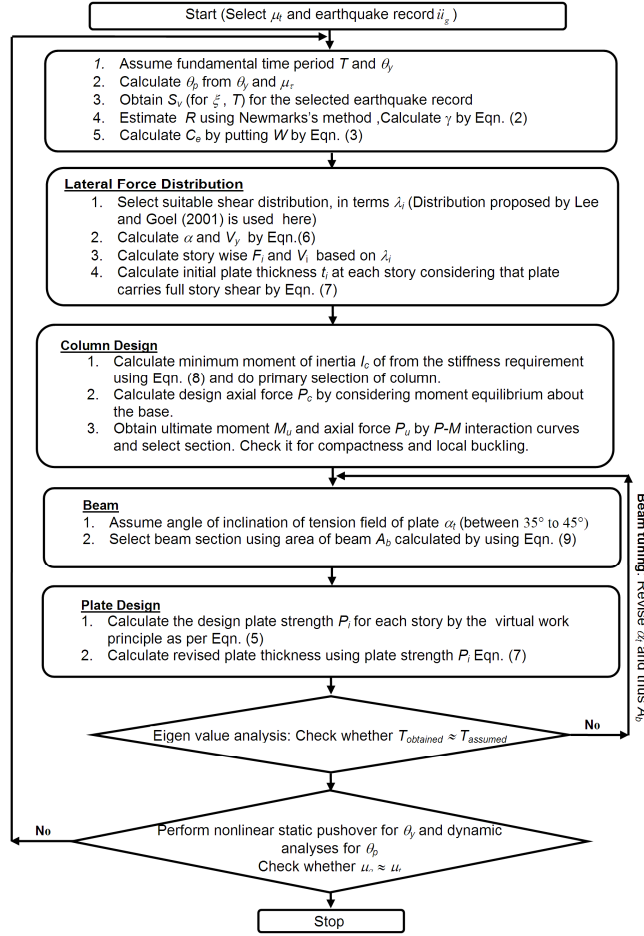 Start (Select μt and earthquake record üg )
1. Assume fundamental time period T and θy
2. Calculate θp from θy and μτ
3. Obtain Sv (for ξ , T) for the selected earthquake record
4. Estimate R using Newmarks's method ,Calculate γ by Eqn. (2)
5. Calculate Ce by putting W by Eqn. (3)
Lateral Force Distribution
1. Select suitable shear distribution, in terms λi (Distribution proposed by Lee
and Goel (2001) is used here)
2. Calculate α and Vy by Eqn.(6)
3. Calculate story wise Fi and Vi based on λi
4. Calculate initial plate thickness ti at each story considering that plate
carries full story shear by Eqn. (7)
Column Design
1. Calculate minimum moment of inertia Ic of from the stiffness requirement
using Eqn. (8) and do primary selection of column.
2. Calculate design axial force Pc by considering moment equilibrium about
the base.
3. Obtain ultimate moment Mu and axial force Pu by P-M interaction curves
and select section. Check it for compactness and local buckling.
Beam
1. Assume angle of inclination of tension field of plate αt (between 35° to 45°)
2. Select beam section using area of beam Ab calculated by using Eqn. (9)
Beam tuning: Revise αt and thus Ab
Plate Design
1. Calculate the design plate strength Pi for each story by the virtual work
principle as per Eqn. (5)
2. Calculate revised plate thickness using plate strength Pi Eqn. (7)
No
Eigen value analysis: Check whether Tobtained ≈ Tassumed
No
Perform nonlinear static pushover for θy and dynamic
analyses for θp
Check whether ≈
Stop